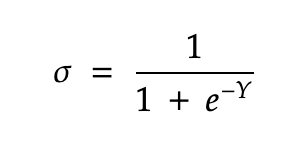 σ = 1 / (1 + e^{-Y})